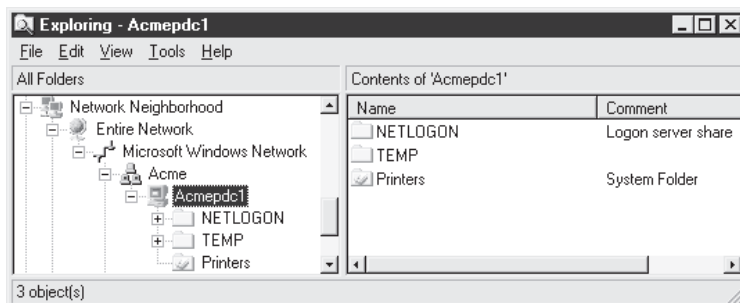 Exploring - Acmepdc1
File Edit View Tools Help
All Folders
Contents of 'Acmepdc1'
Network Neighborhood
Entire Network
Microsoft Windows Network
Acme
Acmepdc1
NETLOGON
TEMP
Printers
Name Comment
NETLOGON Logon server share
TEMP
Printers System Folder
3 object(s)